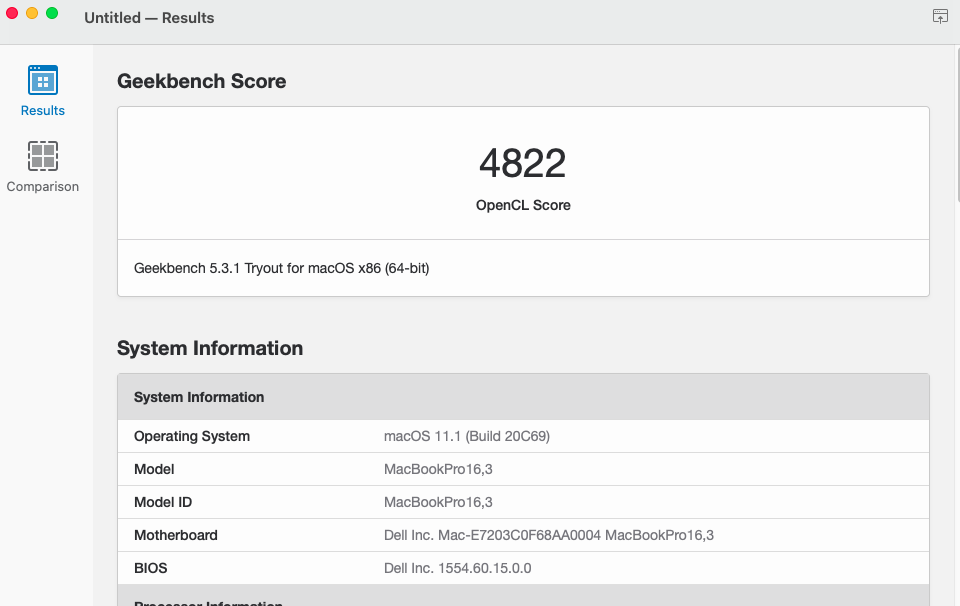 Untitled — Results
Results
Comparison
Geekbench Score
4822
OpenCL Score
Geekbench 5.3.1 Tryout for macOS x86 (64-bit)
System Information
System Information
Operating System macOS 11.1 (Build 20C69)
Model MacBookPro16,3
Model ID MacBookPro16,3
Motherboard Dell Inc. Mac-E7203C0F68AA0004 MacBookPro16,3
BIOS Dell Inc. 1554.60.15.0.0
Processor Information